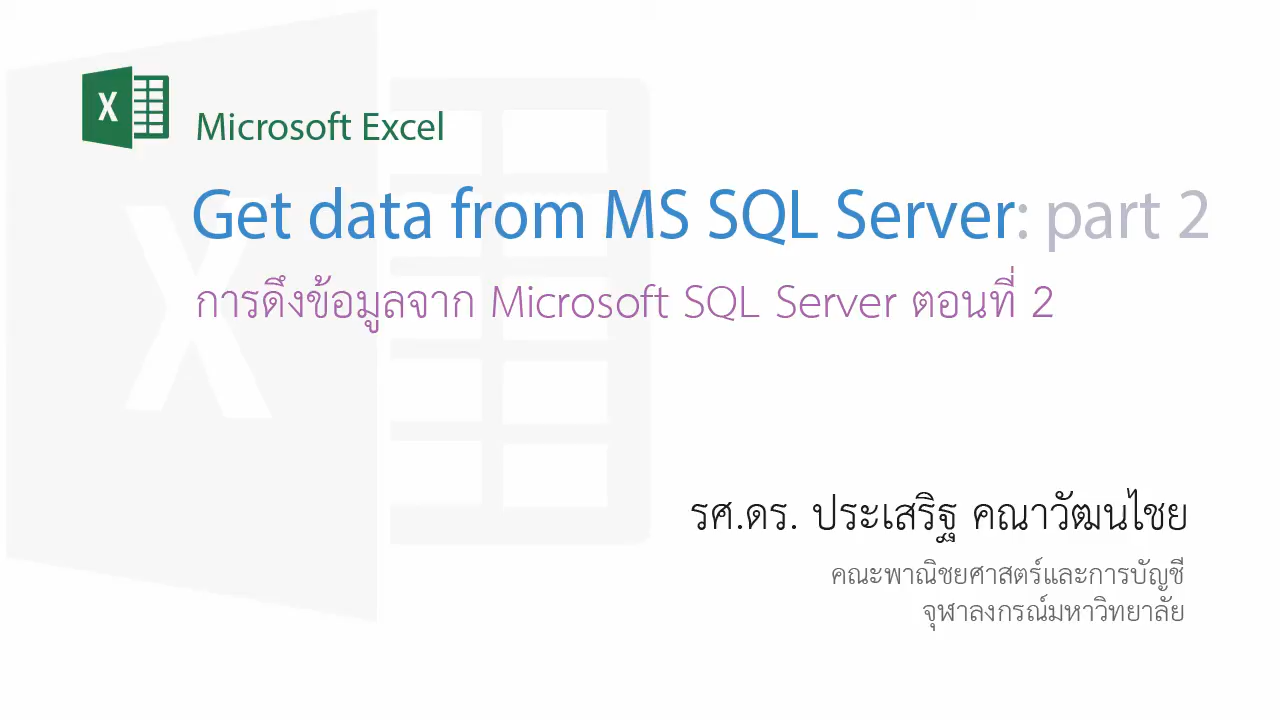 X
Microsoft Excel
Get data from MS SQL Server: part 2
การดึงข้อมูลจาก Microsoft SQL Server ตอนที่ 2
รศ.ดร. ประเสริฐ คณาวัฒนไชย
คณะพาณิชยศาสตร์และการบัญชี
จุฬาลงกรณ์มหาวิทยาลัย